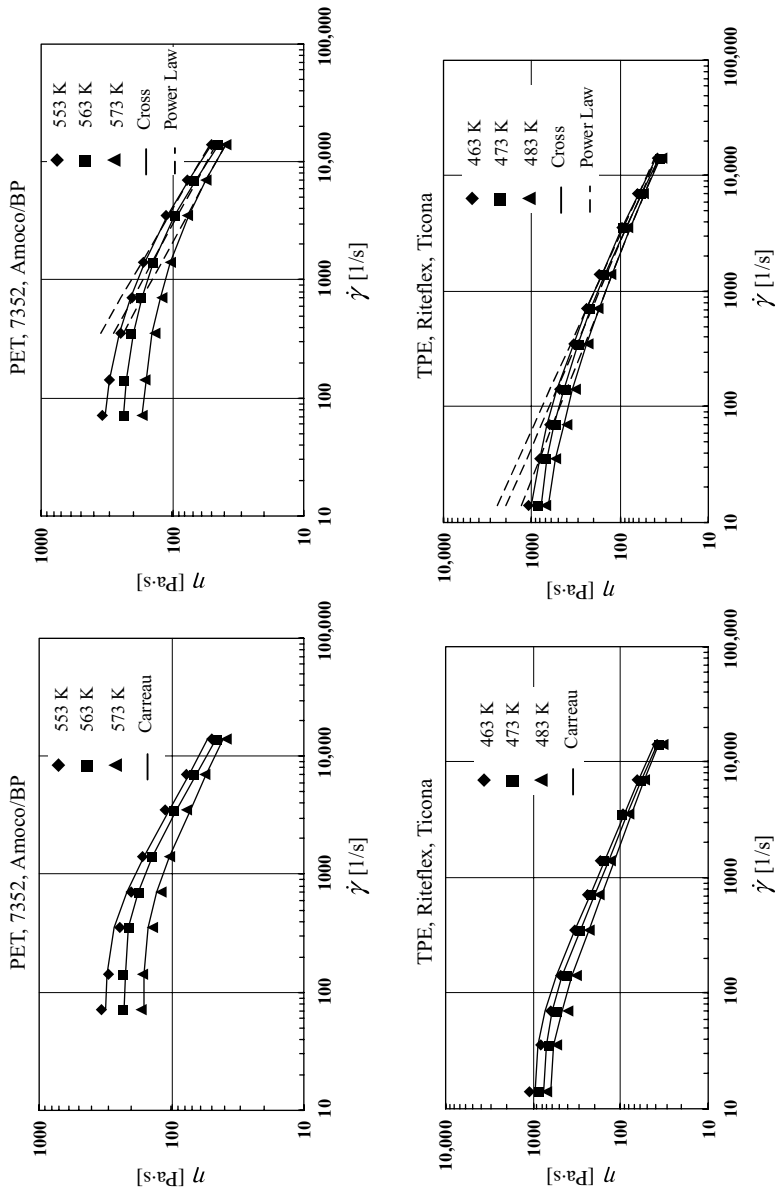 PET, 7352, Amoco/BP
1000
100
10
η [Pa·s]
553 K
563 K
573 K
Carreau
10
100
1000
10,000
100,000
γ̇ [1/s]
PET, 7352, Amoco/BP
1000
100
10
η [Pa·s]
553 K
563 K
573 K
Cross
Power Law
10
100
1000
10,000
100,000
γ̇ [1/s]
TPE, Riteflex, Ticona
10,000
1000
100
10
η [Pa·s]
463 K
473 K
483 K
Carreau
10
100
1000
10,000
100,000
γ̇ [1/s]
TPE, Riteflex, Ticona
10,000
1000
100
10
η [Pa·s]
463 K
473 K
483 K
Cross
Power Law
10
100
1000
10,000
100,000
γ̇ [1/s]